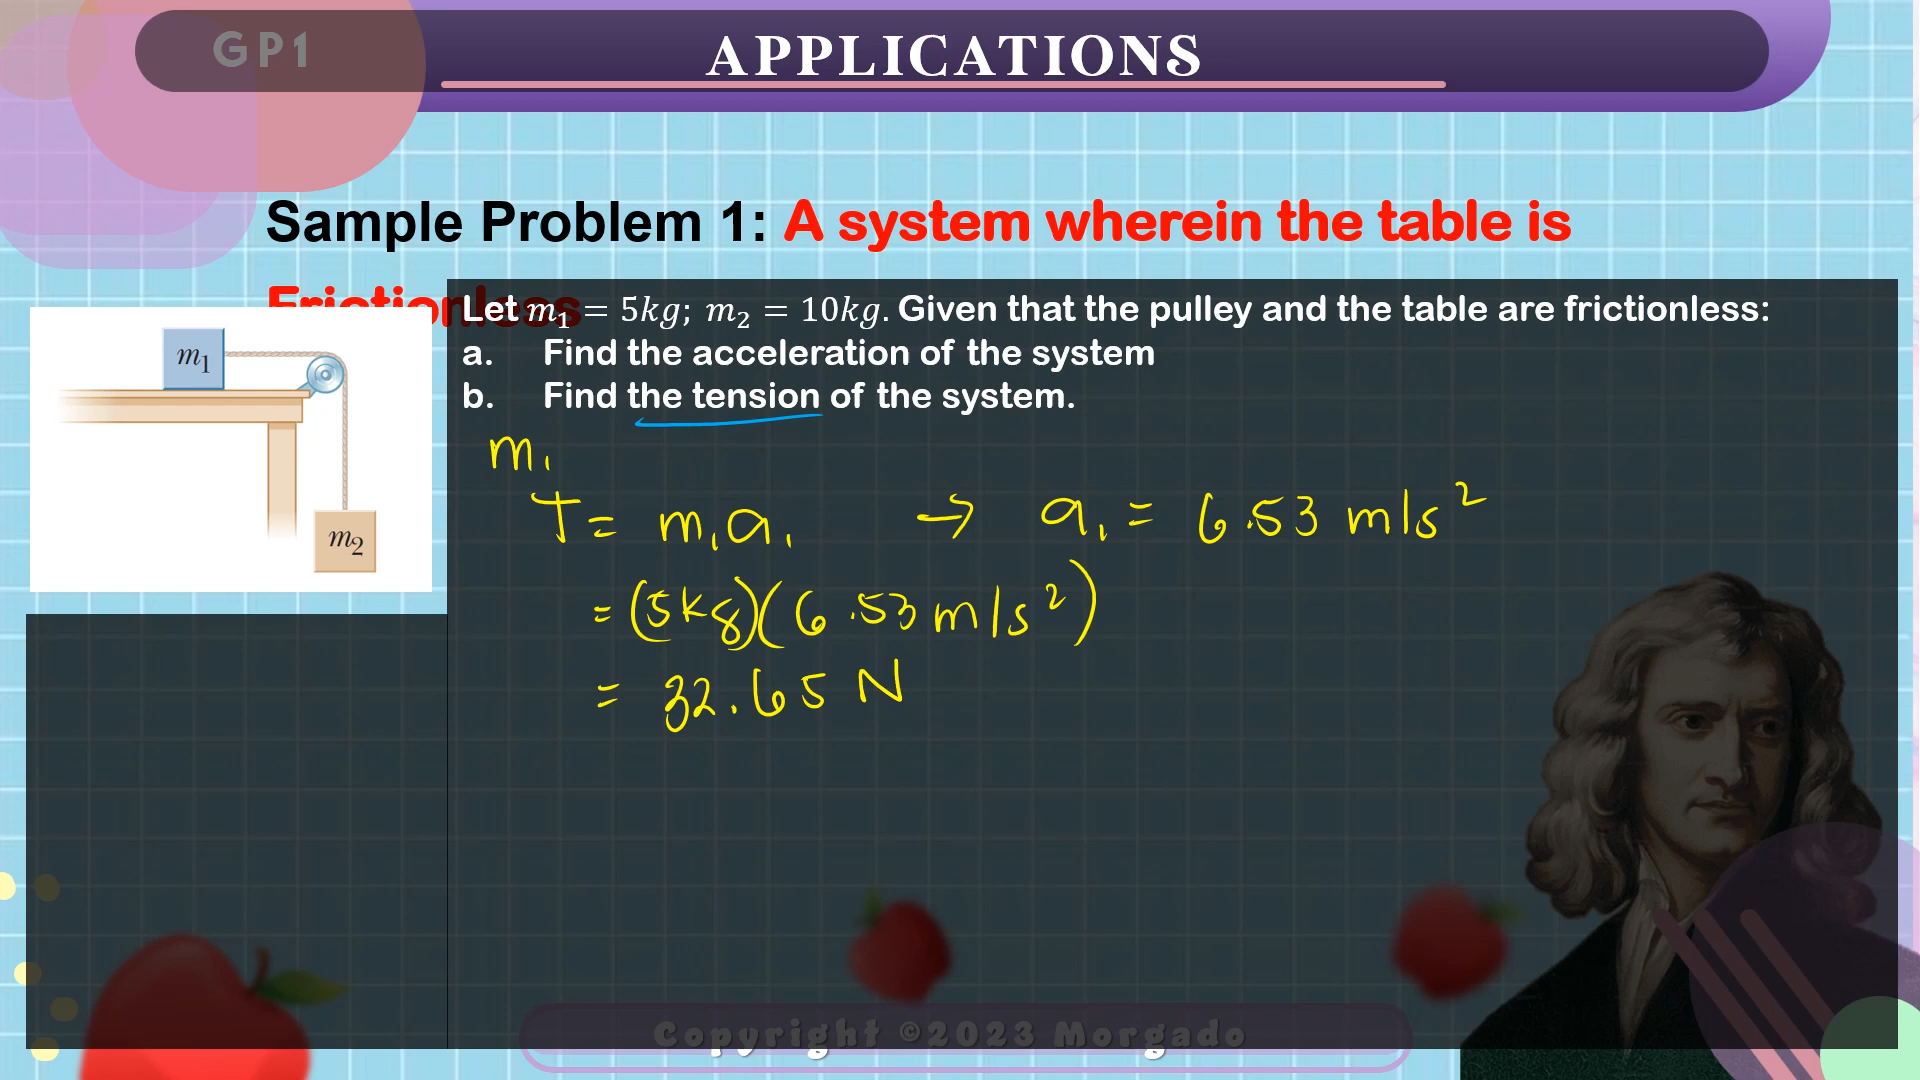 GP1
APPLICATIONS
Sample Problem 1: A system wherein the table is
Frictionless
Let m₁ = 5kg; m₂ = 10kg. Given that the pulley and the table are frictionless:
a. Find the acceleration of the system
b. Find the tension of the system.
m₁
m₂
m₁
T = m₁a₁ → a₁ = 6.53 m/s²
= (5kg)(6.53 m/s²)
= 32.65 N
Copyright ©2023 Morgado